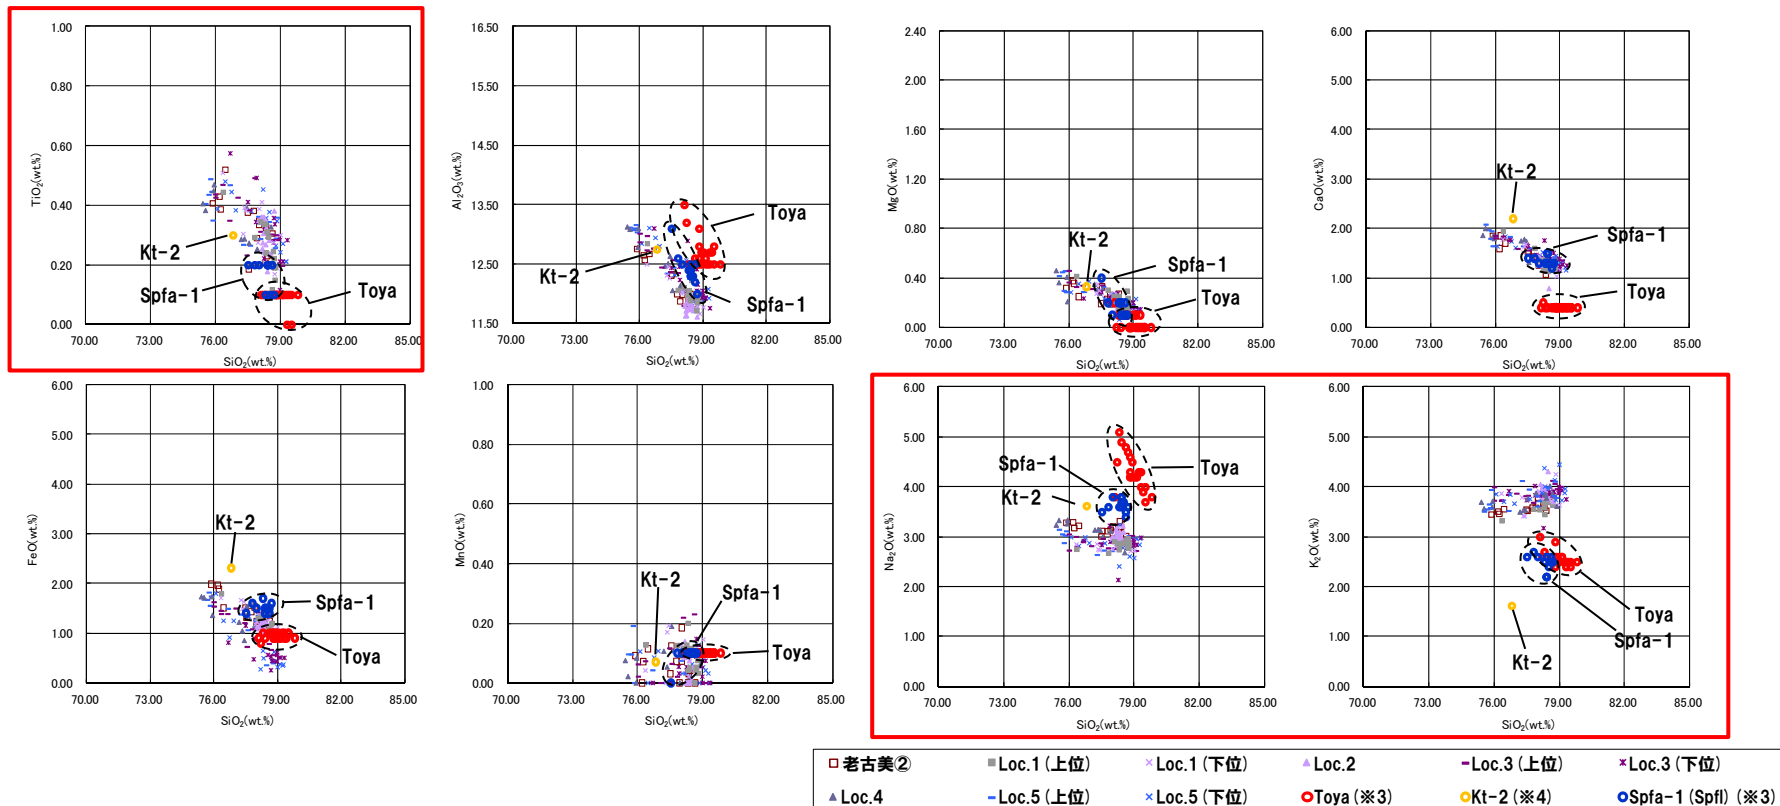 1.00
0.80
0.60
0.40
0.20
0.00
TiO₂(wt.%)
70.00 73.00 76.00 79.00 82.00 85.00
SiO₂(wt.%)
Kt-2
Spfa-1
Toya
16.50
15.50
14.50
13.50
12.50
11.50
Al₂O₃(wt.%)
70.00 73.00 76.00 79.00 82.00 85.00
SiO₂(wt.%)
Toya
Kt-2
Spfa-1
2.40
2.00
1.60
1.20
0.80
0.40
0.00
MgO(wt.%)
70.00 73.00 76.00 79.00 82.00 85.00
SiO₂(wt.%)
Kt-2
Spfa-1
Toya
6.00
5.00
4.00
3.00
2.00
1.00
0.00
CaO(wt.%)
70.00 73.00 76.00 79.00 82.00 85.00
SiO₂(wt.%)
Kt-2
Spfa-1
Toya
6.00
5.00
4.00
3.00
2.00
1.00
0.00
FeO(wt.%)
70.00 73.00 76.00 79.00 82.00 85.00
SiO₂(wt.%)
Kt-2
Spfa-1
Toya
1.00
0.80
0.60
0.40
0.20
0.00
MnO(wt.%)
70.00 73.00 76.00 79.00 82.00 85.00
SiO₂(wt.%)
Kt-2
Spfa-1
Toya
6.00
5.00
4.00
3.00
2.00
1.00
0.00
Na₂O(wt.%)
70.00 73.00 76.00 79.00 82.00 85.00
SiO₂(wt.%)
Spfa-1
Toya
Kt-2
6.00
5.00
4.00
3.00
2.00
1.00
0.00
K₂O(wt.%)
70.00 73.00 76.00 79.00 82.00 85.00
SiO₂(wt.%)
Toya
Spfa-1
Kt-2
老古美② Loc.1(上位) Loc.1(下位) Loc.2 Loc.3(上位) Loc.3(下位)
Loc.4 Loc.5(上位) Loc.5(下位) Toya(※3) Kt-2(※4) Spfa-1(Spfl)(※3)